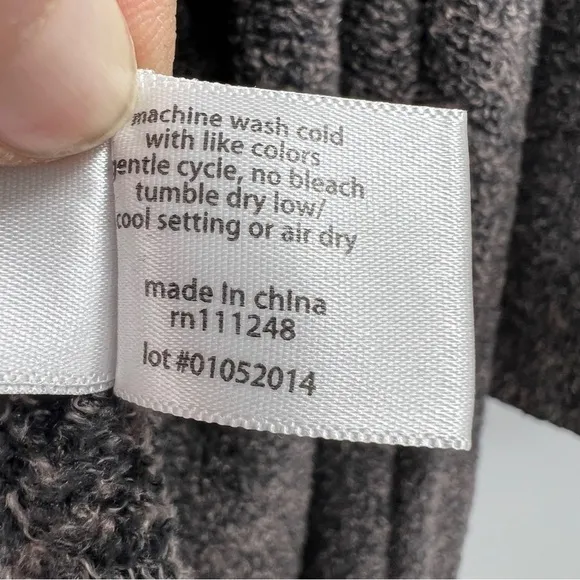 machine wash cold
with like colors
gentle cycle, no bleach
tumble dry low/
cool setting or air dry
made in china
rn111248
lot #01052014